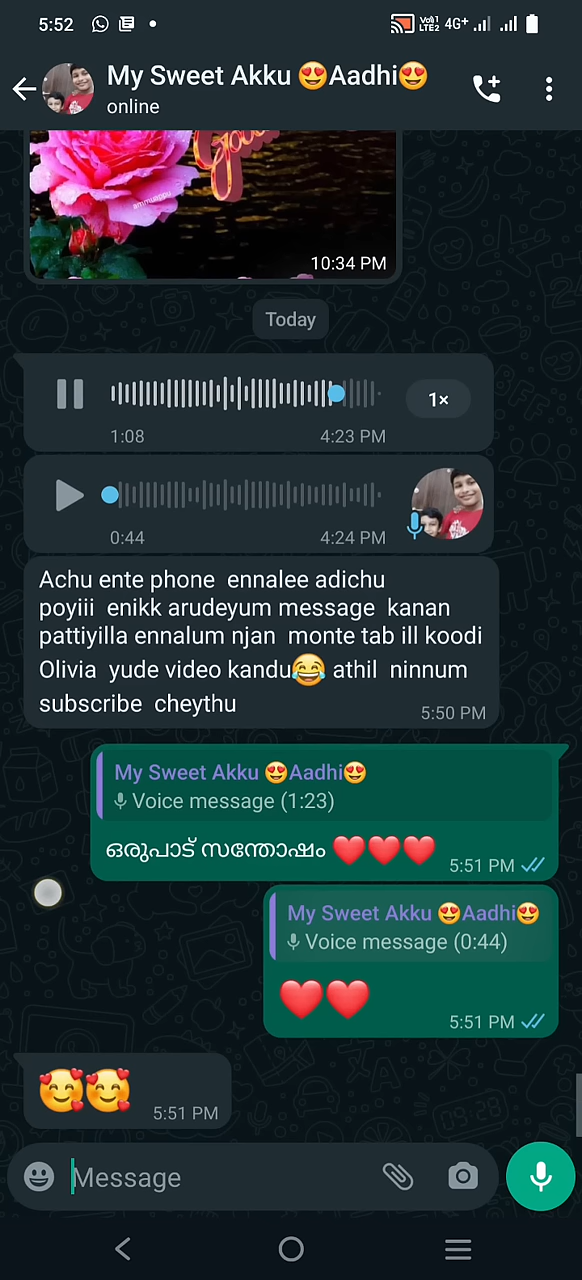 5:52
VoLTE1 LTE2 4G+
My Sweet Akku 😍Aadhi😍
online
ammuappu
10:34 PM
Today
1×
1:08 4:23 PM
0:44 4:24 PM
Achu ente phone ennalee adichu
poyiii enikk arudeyum message kanan
pattiyilla ennalum njan monte tab ill koodi
Olivia yude video kandu😂 athil ninnum
subscribe cheythu
5:50 PM
My Sweet Akku 😍Aadhi😍
Voice message (1:23)
ഒരുപാട് സന്തോഷം ❤️❤️❤️
5:51 PM
My Sweet Akku 😍Aadhi😍
Voice message (0:44)
❤️❤️
5:51 PM
🥰🥰 5:51 PM
Message